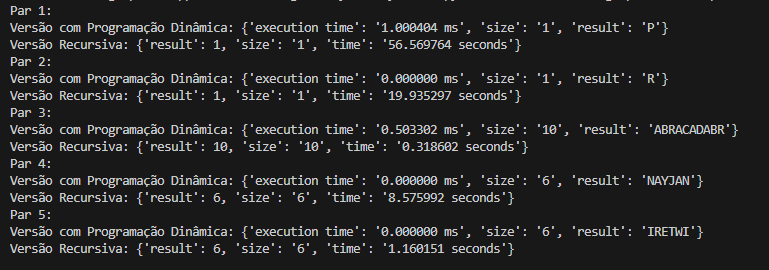 Par 1:
Versão com Programação Dinâmica: {'execution time': '1.000404 ms', 'size': '1', 'result': 'P'}
Versão Recursiva: {'result': 1, 'size': '1', 'time': '56.569764 seconds'}
Par 2:
Versão com Programação Dinâmica: {'execution time': '0.000000 ms', 'size': '1', 'result': 'R'}
Versão Recursiva: {'result': 1, 'size': '1', 'time': '19.935297 seconds'}
Par 3:
Versão com Programação Dinâmica: {'execution time': '0.503302 ms', 'size': '10', 'result': 'ABRACADABR'}
Versão Recursiva: {'result': 10, 'size': '10', 'time': '0.318602 seconds'}
Par 4:
Versão com Programação Dinâmica: {'execution time': '0.000000 ms', 'size': '6', 'result': 'NAYJAN'}
Versão Recursiva: {'result': 6, 'size': '6', 'time': '8.575992 seconds'}
Par 5:
Versão com Programação Dinâmica: {'execution time': '0.000000 ms', 'size': '6', 'result': 'IRETWI'}
Versão Recursiva: {'result': 6, 'size': '6', 'time': '1.160151 seconds'}